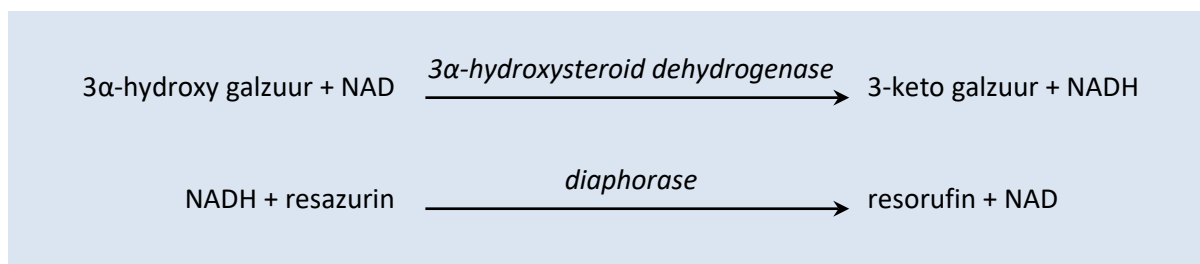 3α-hydroxysteroid dehydrogenase
3α-hydroxy galzuur + NAD 3-keto galzuur + NADH
diaphorase
NADH + resazurin resorufin + NAD